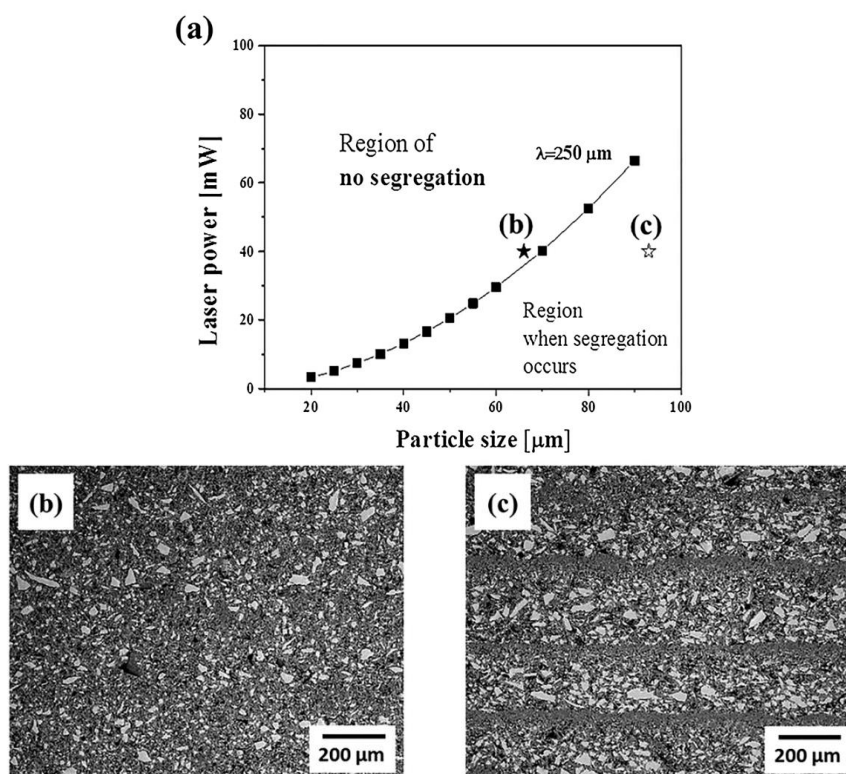 (a)
100
80
60
40
20
0
Laser power [mW]
Region of
no segregation
λ=250 μm
(b)
(c)
Region
when segregation
occurs
20
40
60
80
100
Particle size [μm]
(b)
200 μm
(c)
200 μm